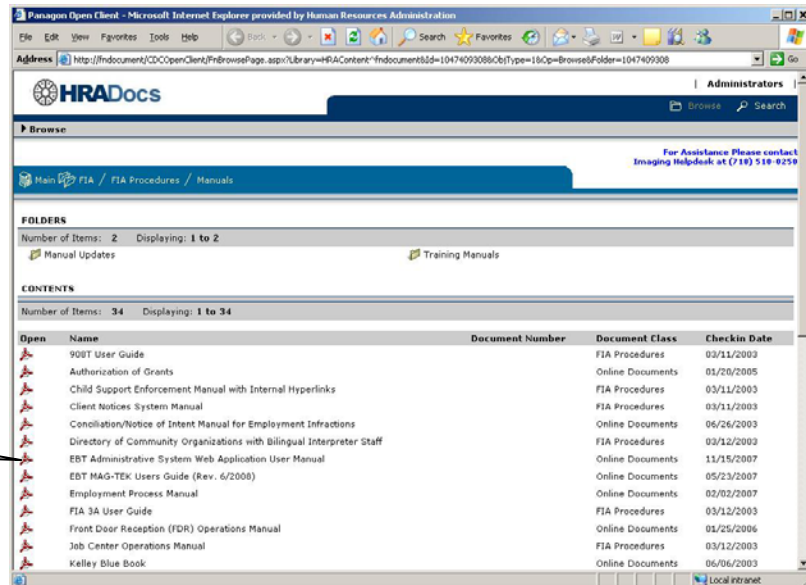 Panagon Open Client - Microsoft Internet Explorer provided by Human Resources Administration
File Edit View Favorites Tools Help Back Search Favorites
Address http://fndocument/CDCOpenClient/FnBrowsePage.aspx?Library=HRAContent^fndocument&Id=1047409308&ObjType=1&Op=Browse&Folder=1047409308 Go
HRADocs
| Administrators |
Browse Search
Browse
For Assistance Please contact
Imaging Helpdesk at (718) 510-0250
Main FIA / FIA Procedures / Manuals
FOLDERS
Number of Items: 2 Displaying: 1 to 2
Manual Updates Training Manuals
CONTENTS
Number of Items: 34 Displaying: 1 to 34
Open Name Document Number Document Class Checkin Date
908T User Guide FIA Procedures 03/11/2003
Authorization of Grants Online Documents 01/20/2005
Child Support Enforcement Manual with Internal Hyperlinks FIA Procedures 03/11/2003
Client Notices System Manual FIA Procedures 03/11/2003
Conciliation/Notice of Intent Manual for Employment Infractions Online Documents 06/26/2003
Directory of Community Organizations with Bilingual Interpreter Staff FIA Procedures 03/12/2003
EBT Administrative System Web Application User Manual Online Documents 11/15/2007
EBT MAG-TEK Users Guide (Rev. 6/2008) Online Documents 05/23/2007
Employment Process Manual Online Documents 02/02/2007
FIA 3A User Guide FIA Procedures 03/12/2003
Front Door Reception (FDR) Operations Manual Online Documents 01/25/2006
Job Center Operations Manual FIA Procedures 03/12/2003
Kelley Blue Book Online Documents 06/06/2003
Local intranet